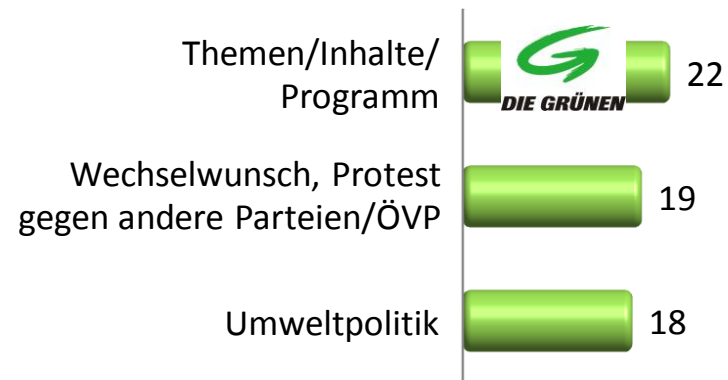 Themen/Inhalte/
Programm
DIE GRÜNEN
22
Wechselwunsch, Protest
gegen andere Parteien/ÖVP
19
Umweltpolitik
18